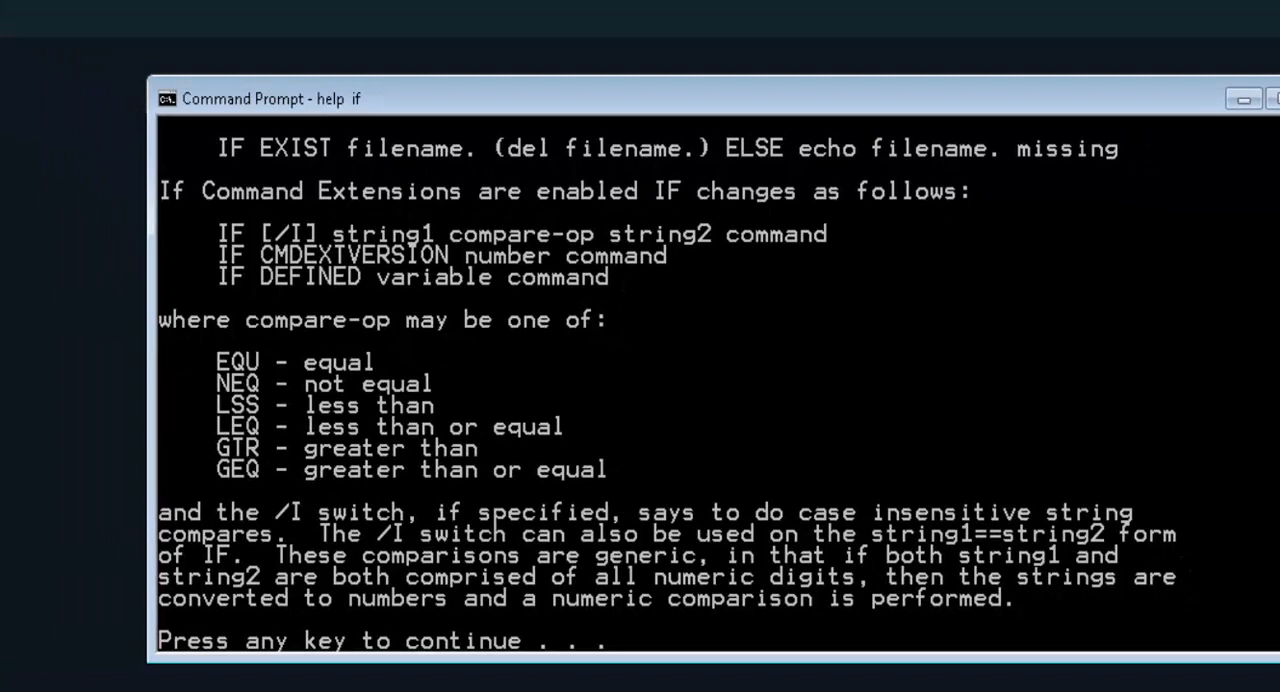 Command Prompt - help if
IF EXIST filename. (del filename.) ELSE echo filename. missing
If Command Extensions are enabled IF changes as follows:
IF [/I] string1 compare-op string2 command
IF CMDEXTVERSION number command
IF DEFINED variable command
where compare-op may be one of:
EQU - equal
NEQ - not equal
LSS - less than
LEQ - less than or equal
GTR - greater than
GEQ - greater than or equal
and the /I switch, if specified, says to do case insensitive string
compares.  The /I switch can also be used on the string1==string2 form
of IF.  These comparisons are generic, in that if both string1 and
string2 are both comprised of all numeric digits, then the strings are
converted to numbers and a numeric comparison is performed.
Press any key to continue . . .